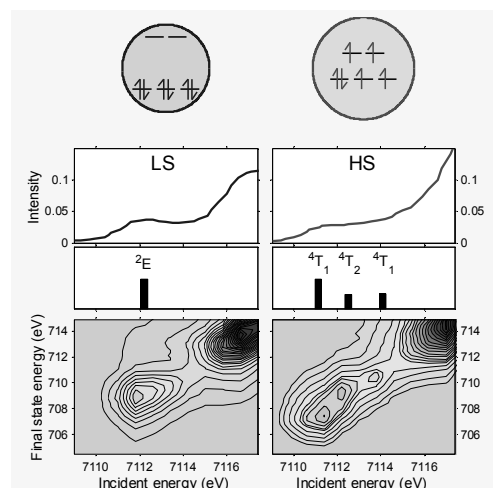 LS
HS
Intensity
0.1
0.05
0
0.1
0.05
0
²E
⁴T₁
⁴T₂
⁴T₁
Final state energy (eV)
714
712
710
708
706
714
712
710
708
706
7110
7112
7114
7116
7110
7112
7114
7116
Incident energy (eV)
Incident energy (eV)